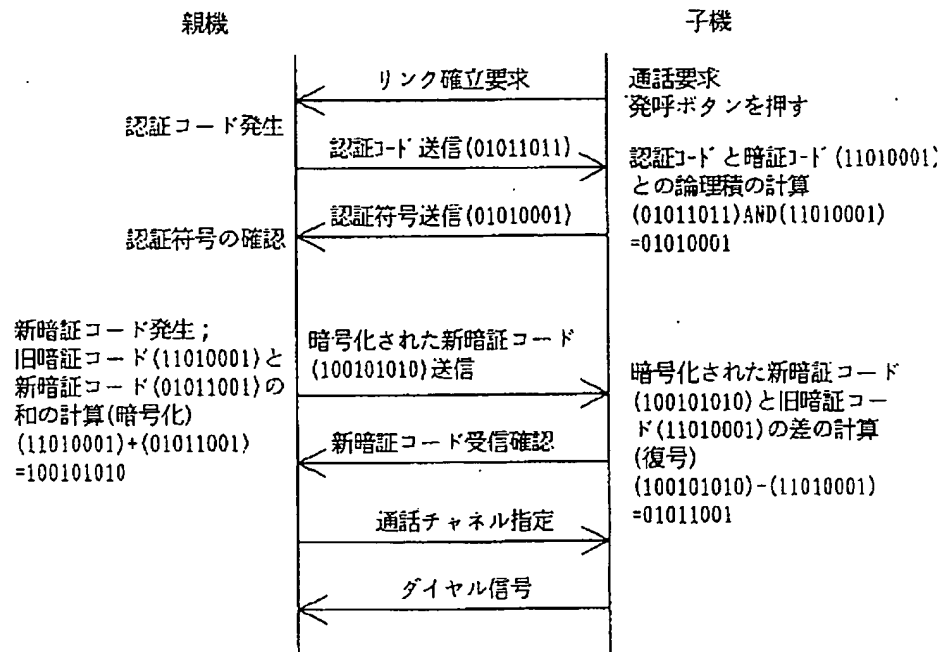 親機
子機
リンク確立要求
通話要求
発呼ボタンを押す
認証コード発生
認証ｺｰﾄﾞ送信(01011011)
認証ｺｰﾄﾞと暗証ｺｰﾄﾞ(11010001)
との論理積の計算
(01011011)AND(11010001)
=01010001
認証符号送信(01010001)
認証符号の確認
新暗証コード発生；
旧暗証コード(11010001)と
新暗証コード(01011001)の
和の計算(暗号化)
(11010001)+(01011001)
=100101010
暗号化された新暗証コード
(100101010)送信
暗号化された新暗証コード
(100101010)と旧暗証コー
ド(11010001)の差の計算
(復号)
(100101010)-(11010001)
=01011001
新暗証コード受信確認
通話チャネル指定
ダイヤル信号